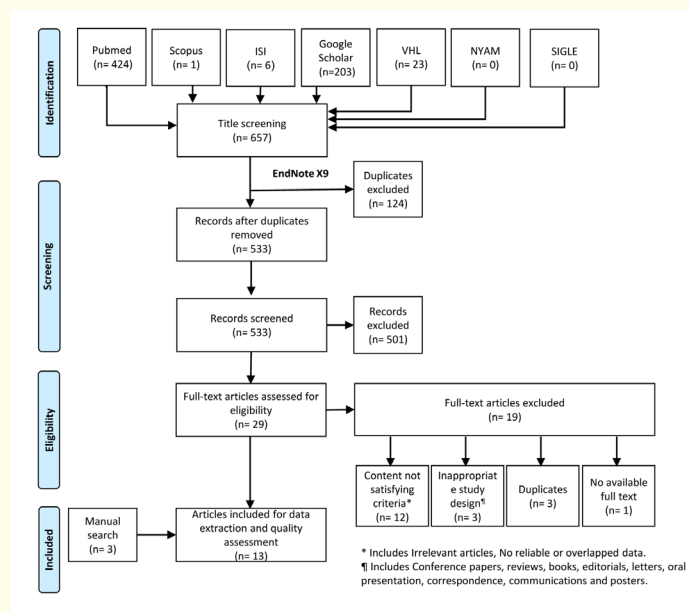 Identification
Pubmed
(n= 424)
Scopus
(n= 1)
ISI
(n= 6)
Google
Scholar
(n=203)
VHL
(n= 23)
NYAM
(n= 0)
SIGLE
(n= 0)
Title screening
(n = 657)
EndNote X9
Duplicates
excluded
(n= 124)
Screening
Records after duplicates
removed
(n= 533)
Records screened
(n= 533)
Records
excluded
(n= 501)
Eligibility
Full-text articles assessed for
eligibility
(n = 29)
Full-text articles excluded
(n = 19)
Content not
satisfying
criteria*
(n = 12)
Inappropriat
e study
design¶
(n = 3)
Duplicates
(n= 3)
No available
full text
(n = 1)
Included
Manual
search
(n= 3)
Articles included for data
extraction and quality
assessment
(n= 13)
* Includes Irrelevant articles, No reliable or overlapped data.
¶ Includes Conference papers, reviews, books, editorials, letters, oral
presentation, correspondence, communications and posters.